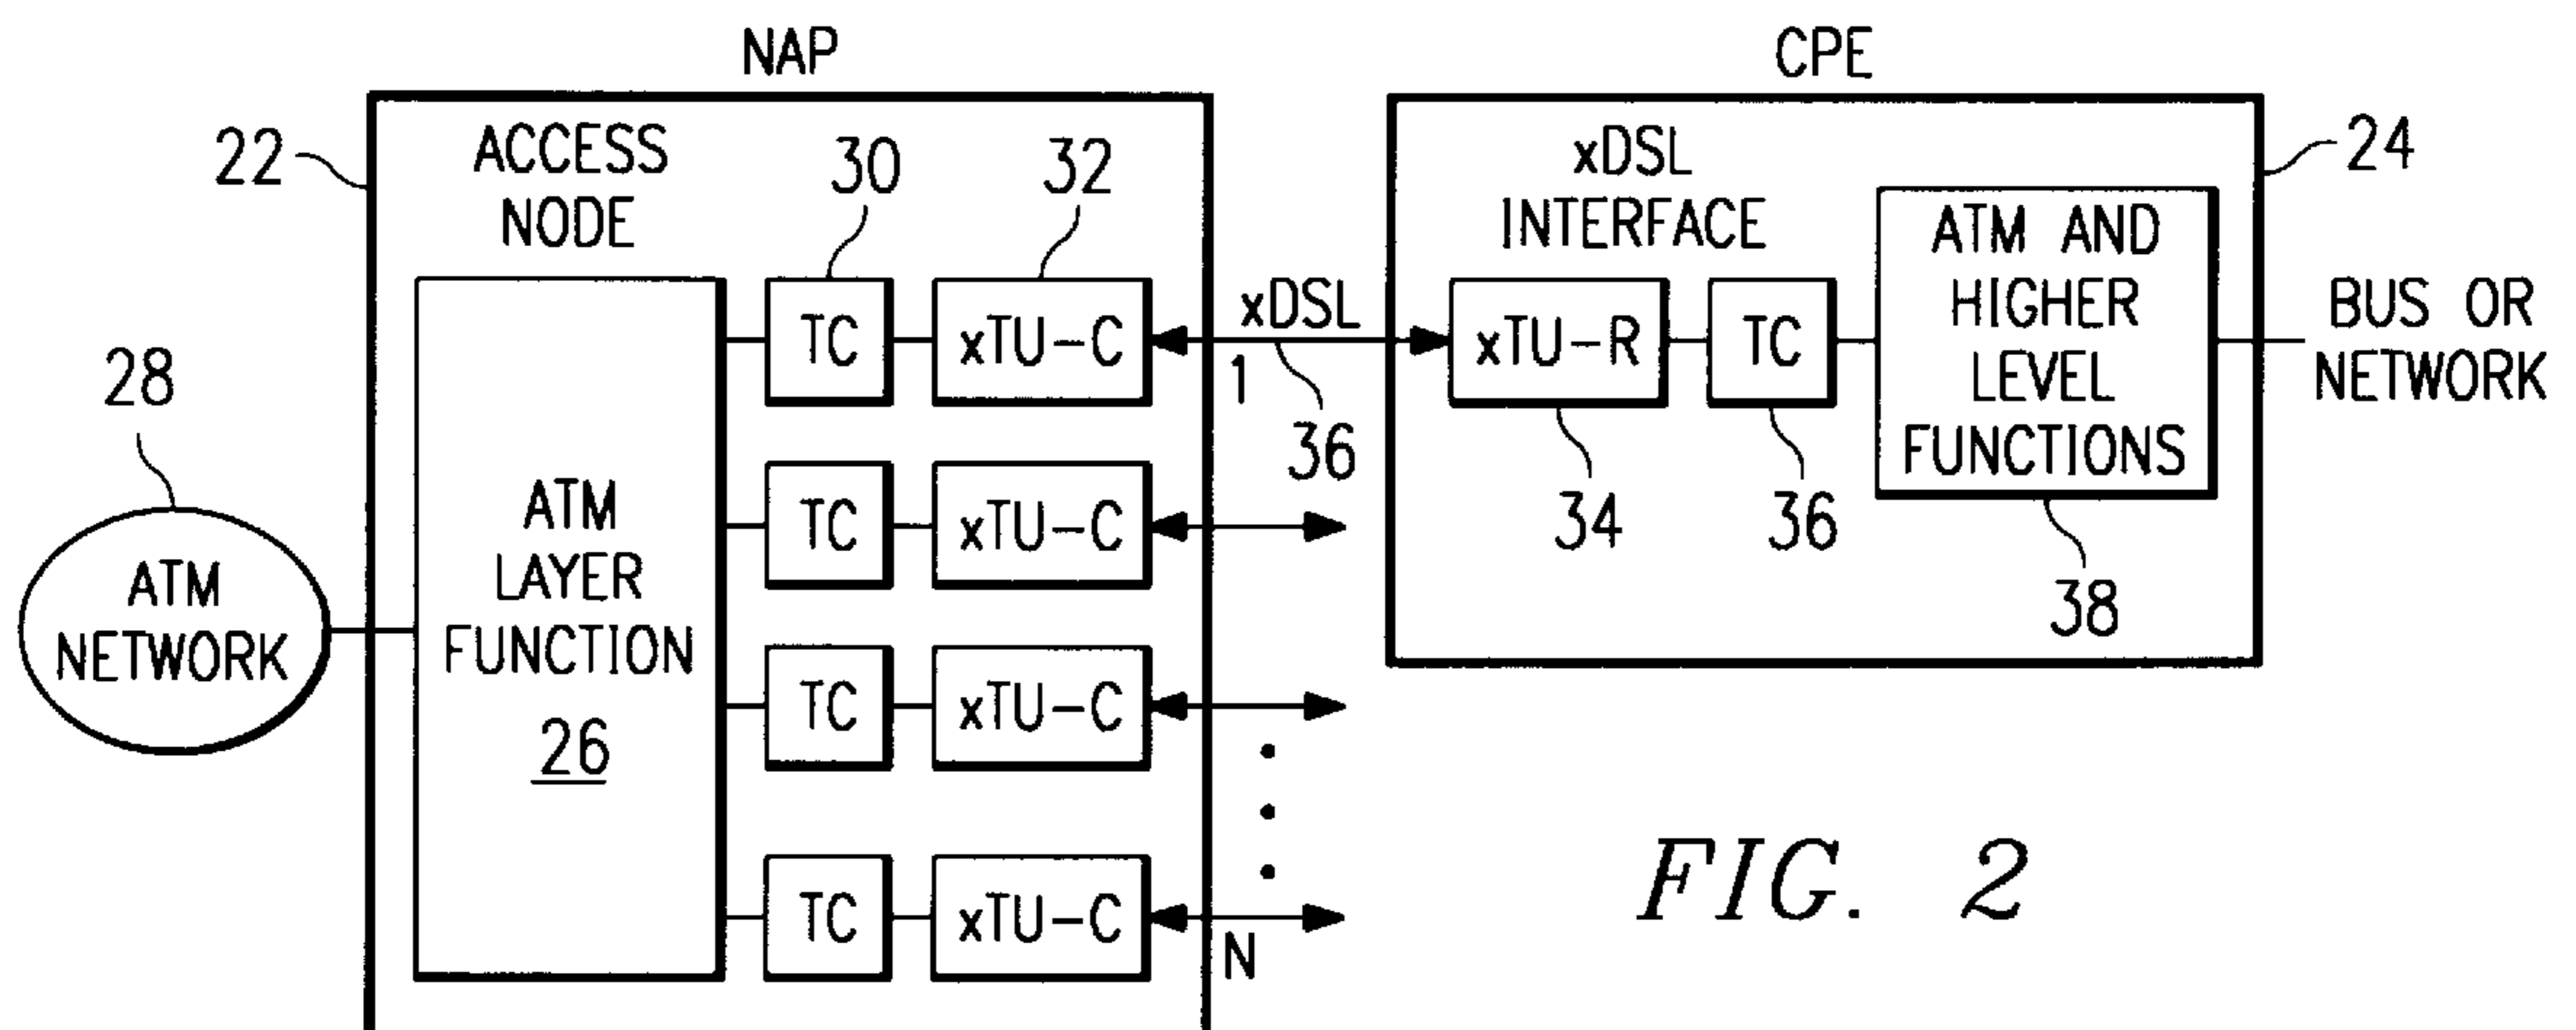 NAP
CPE
22
ACCESS
NODE
30
32
xDSL
INTERFACE
24
ATM AND
HIGHER
LEVEL
FUNCTIONS
TC
xTU-C
xDSL
1
36
xTU-R
TC
BUS OR
NETWORK
28
34
36
38
ATM
NETWORK
ATM
LAYER
FUNCTION
26
TC
xTU-C
TC
xTU-C
TC
xTU-C
N
FIG. 2